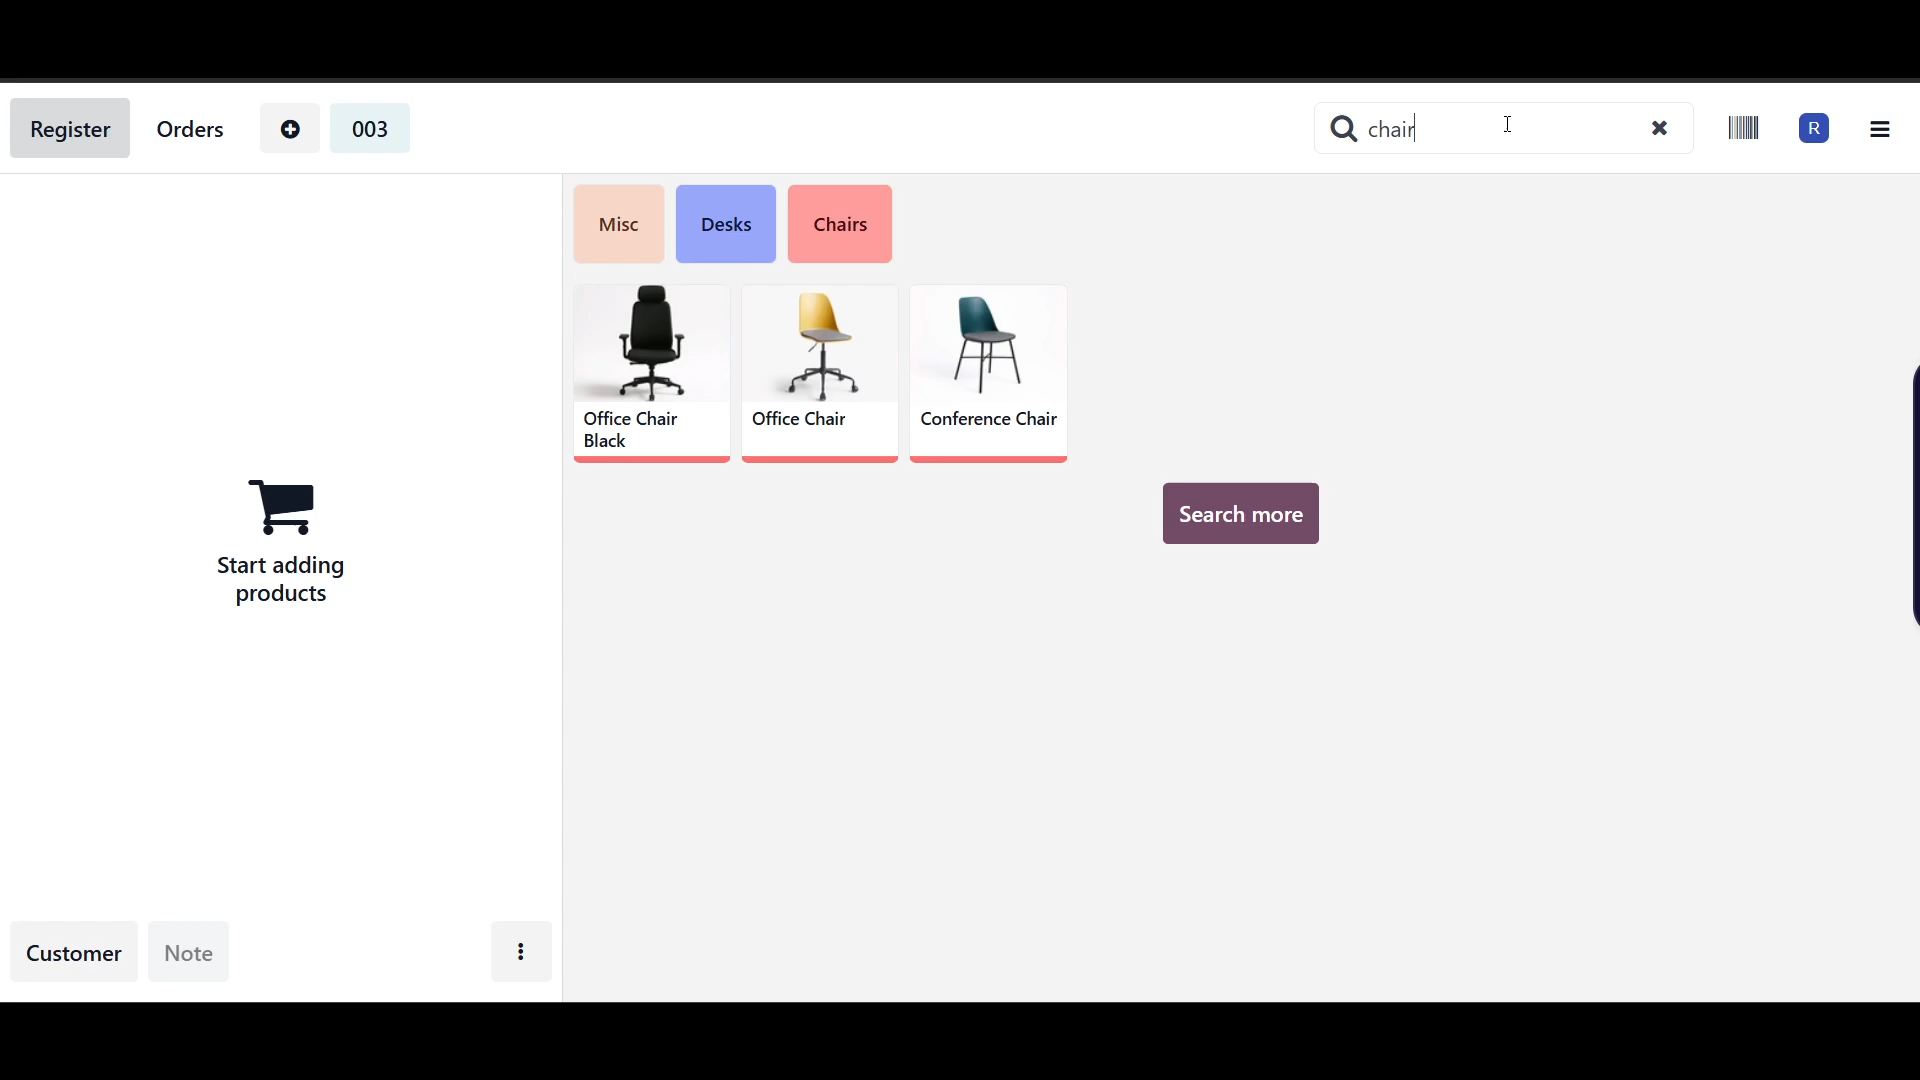 Register Orders 003 chair R
Misc Desks Chairs
Office Chair
Black
Office Chair
Conference Chair
Search more
Start adding
products
Customer Note